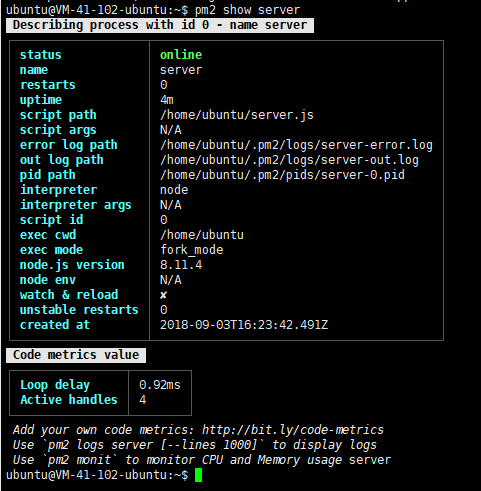 ubuntu@VM-41-102-ubuntu:~$ pm2 show server
Describing process with id 0 - name server
status online
name server
restarts 0
uptime 4m
script path /home/ubuntu/server.js
script args N/A
error log path /home/ubuntu/.pm2/logs/server-error.log
out log path /home/ubuntu/.pm2/logs/server-out.log
pid path /home/ubuntu/.pm2/pids/server-0.pid
interpreter node
interpreter args N/A
script id 0
exec cwd /home/ubuntu
exec mode fork_mode
node.js version 8.11.4
node env N/A
watch & reload ✘
unstable restarts 0
created at 2018-09-03T16:23:42.491Z
Code metrics value
Loop delay 0.92ms
Active handles 4
Add your own code metrics: http://bit.ly/code-metrics
Use `pm2 logs server [--lines 1000]` to display logs
Use `pm2 monit` to monitor CPU and Memory usage server
ubuntu@VM-41-102-ubuntu:~$